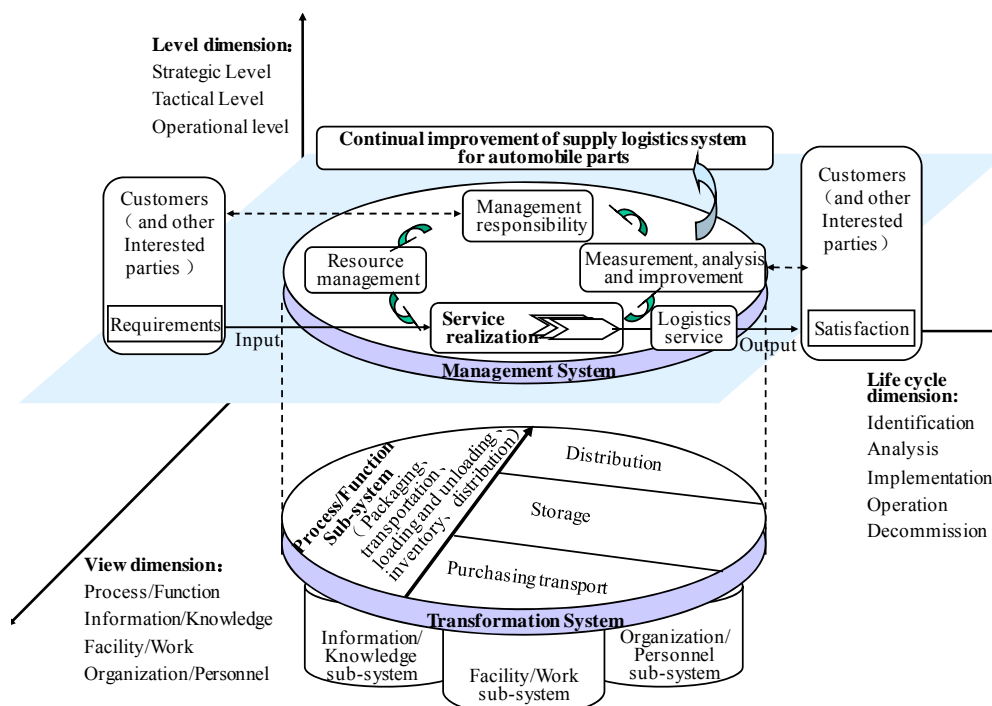 Level dimension：
Strategic Level
Tactical Level
Operational level
Continual improvement of supply logistics system
for automobile parts
Customers
（and other
Interested
parties）
Requirements
Input
Management
responsibility
Resource
management
Measurement, analysis
and improvement
Service
realization
Logistics
service
Output
Management System
Customers
（and other
Interested
parties）
Satisfaction
Life cycle
dimension:
Identification
Analysis
Implementation
Operation
Decommission
Process/Function
Sub-system
（Packaging、
transportation、
loading and unloading、
inventory、distribution)
Distribution
Storage
Purchasing transport
Transformation System
Information/
Knowledge
sub-system
Facility/Work
sub-system
Organization/
Personnel
sub-system
View dimension：
Process/Function
Information/Knowledge
Facility/Work
Organization/Personnel